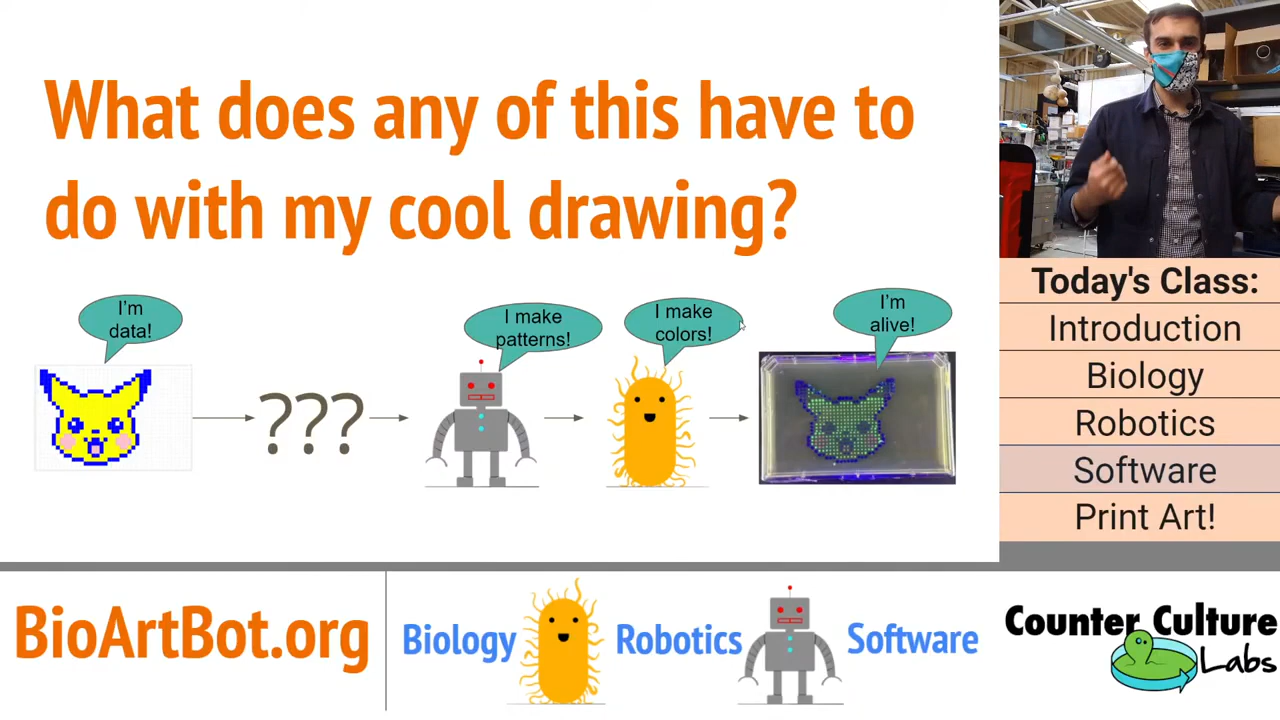 What does any of this have to
do with my cool drawing?
I'm
data!
???
I make
patterns!
I make
colors!
I'm
alive!
Today's Class:
Introduction
Biology
Robotics
Software
Print Art!
BioArtBot.org
Biology
Robotics
Software
Counter Culture
Labs